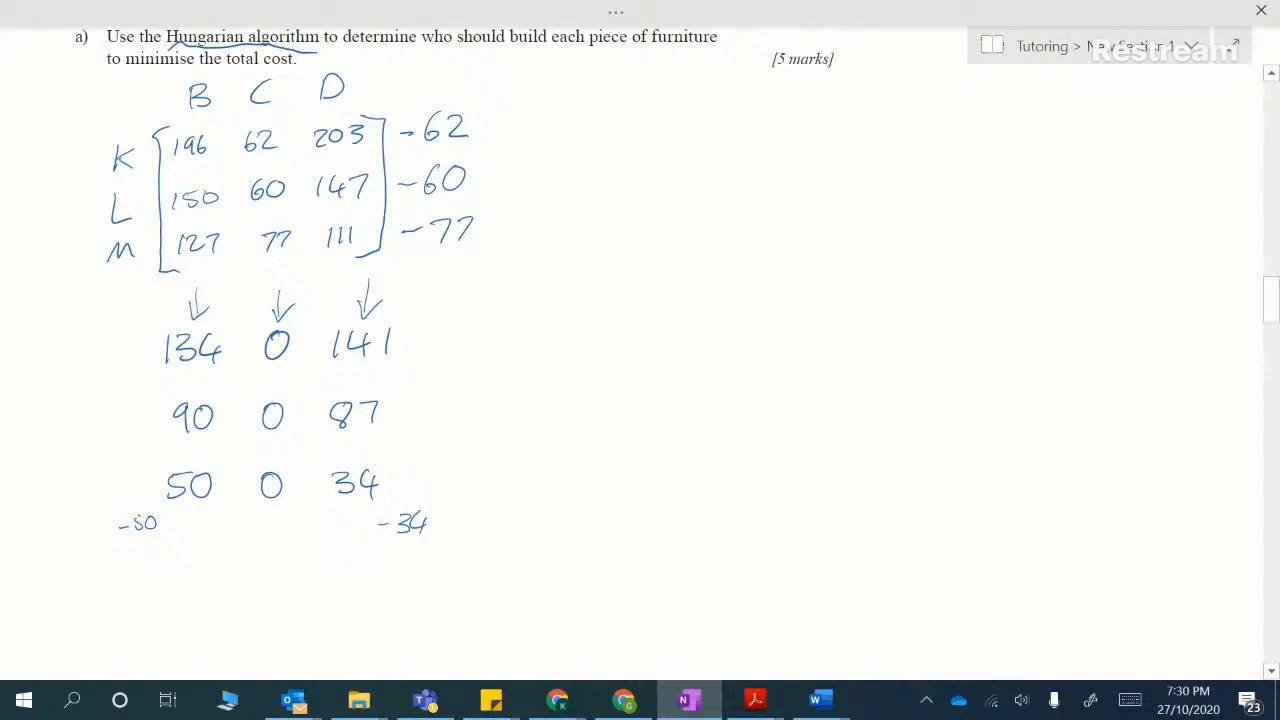 ...
a) Use the Hungarian algorithm to determine who should build each piece of furniture
to minimise the total cost. [5 marks]
Tutoring > New Section 1
Restream
B C D
K 196 62 203 -62
L 150 60 147 -60
M 127 77 111 -77
134 0 141
90 0 87
50 0 34
-50 -34
7:30 PM
27/10/2020
23